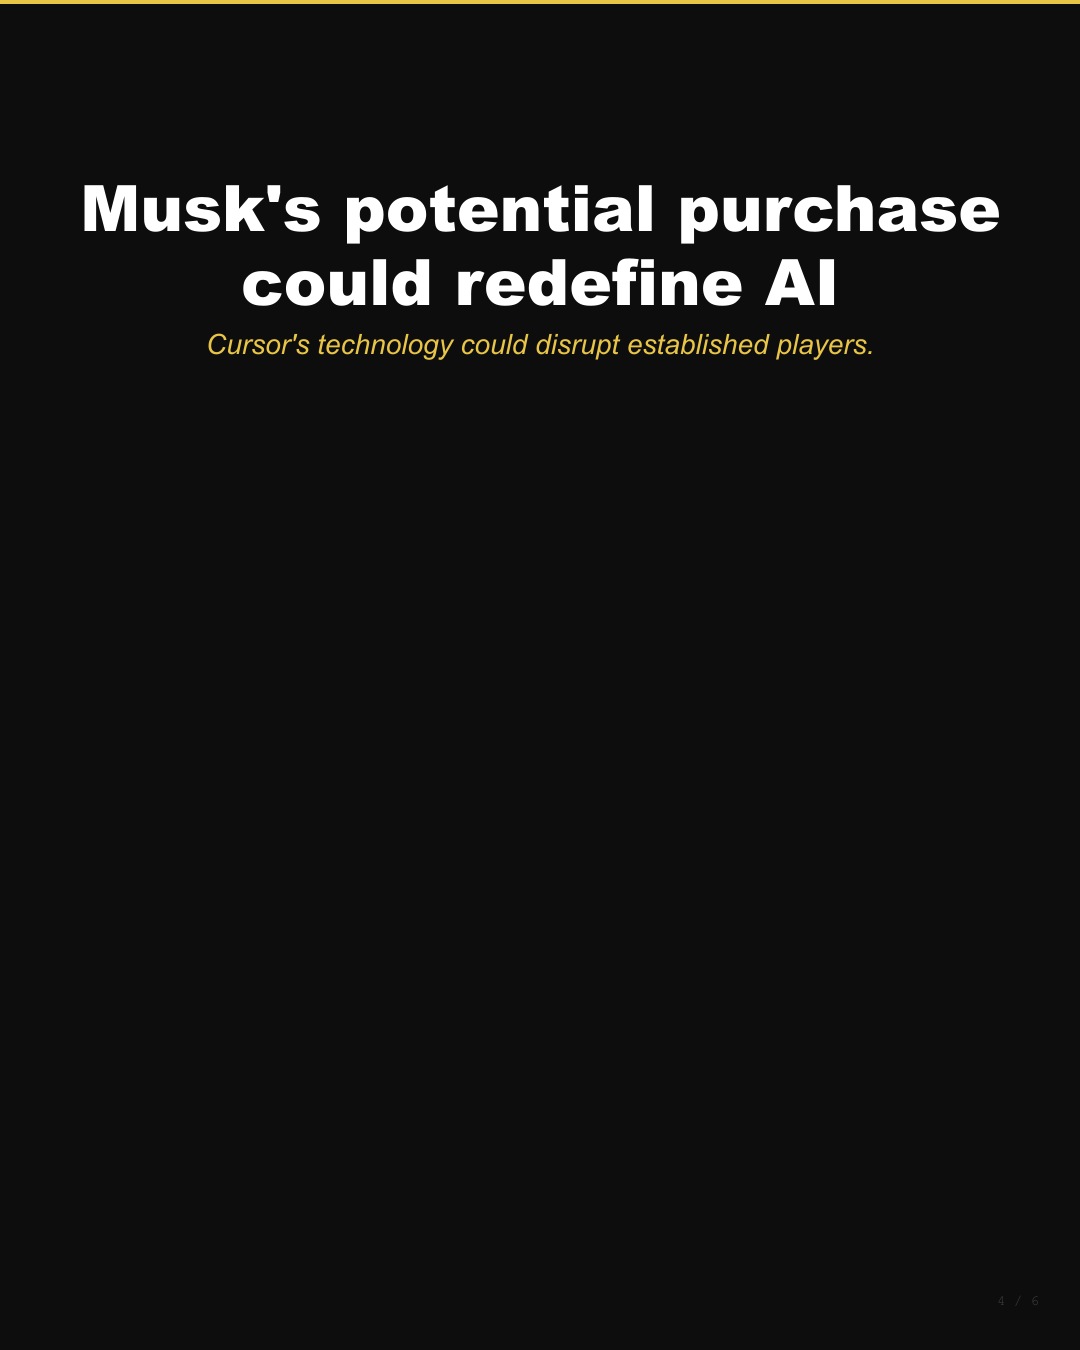 Musk's potential purchase
could redefine AI
Cursor's technology could disrupt established players.
4 / 6